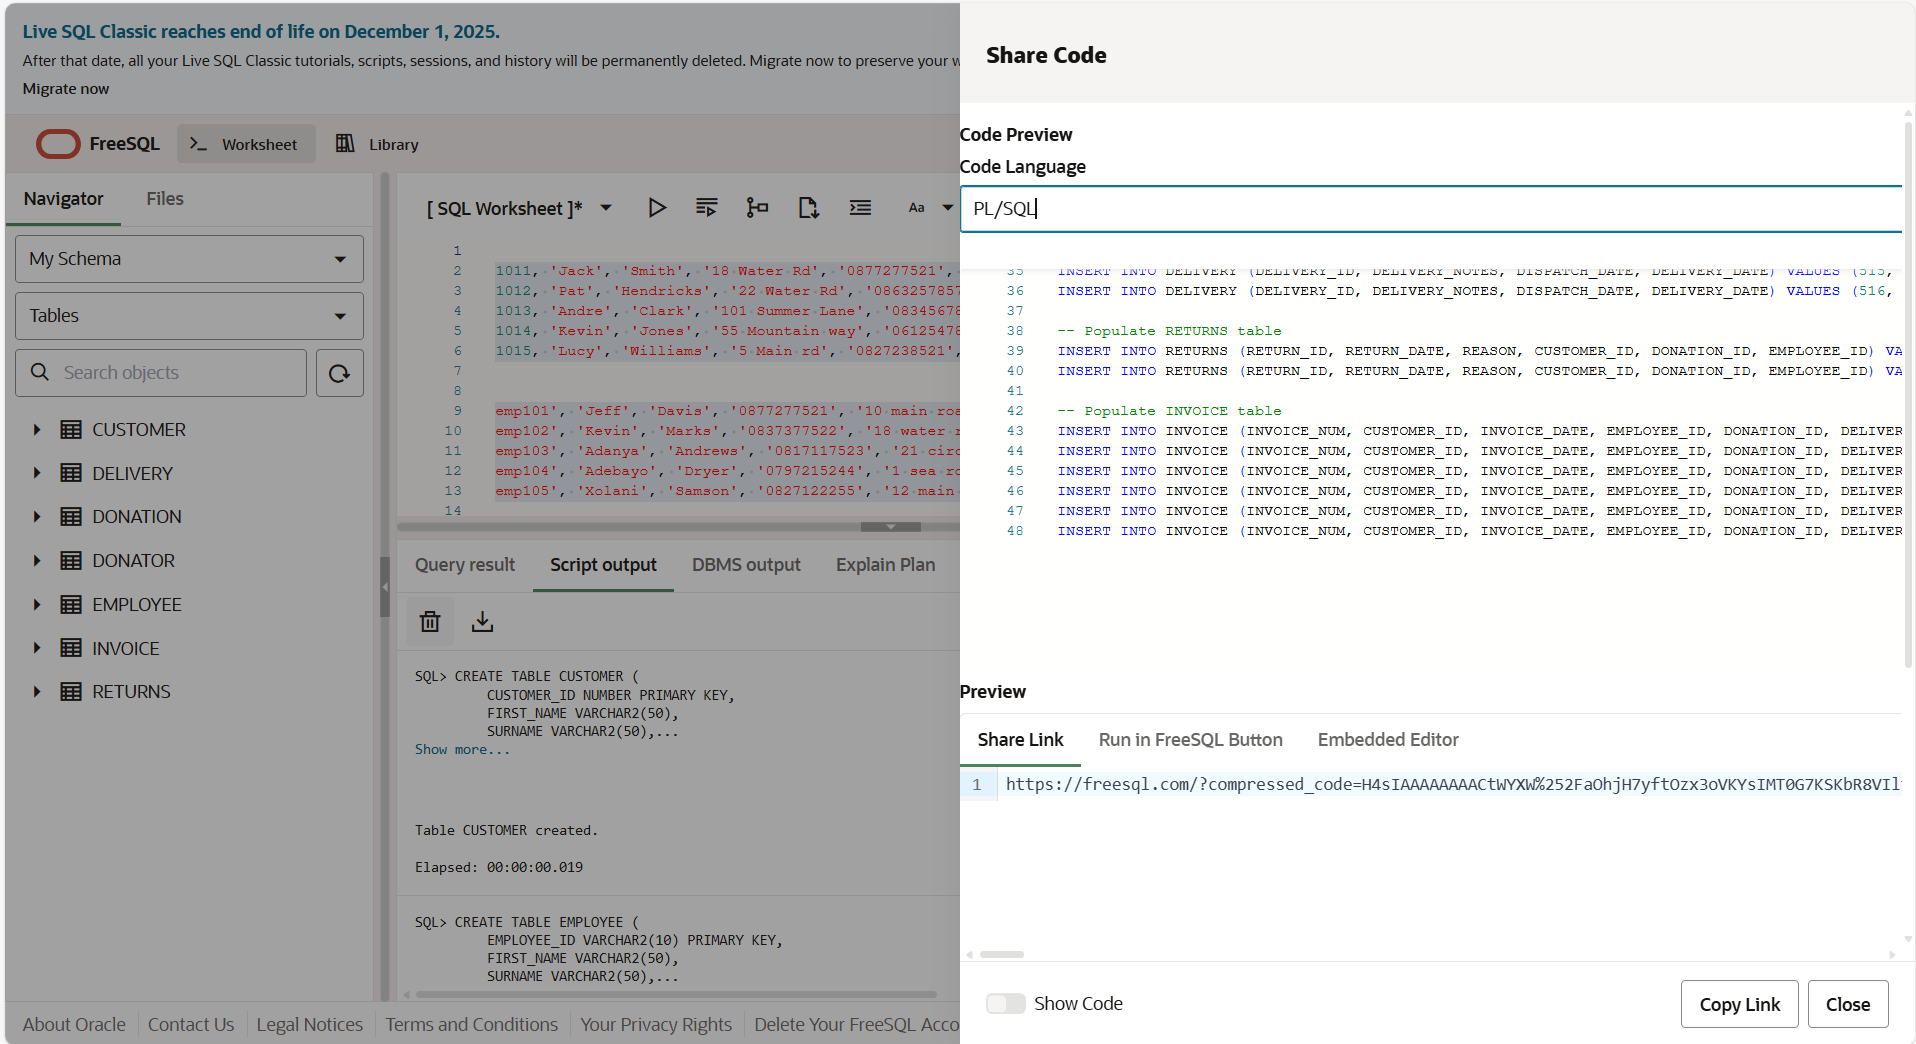 Live SQL Classic reaches end of life on December 1, 2025.
After that date, all your Live SQL Classic tutorials, scripts, sessions, and history will be permanently deleted. Migrate now to preserve your
Migrate now
FreeSQL
Worksheet
Library
Navigator
Files
My Schema
Tables
Search objects
CUSTOMER
DELIVERY
DONATION
DONATOR
EMPLOYEE
INVOICE
RETURNS
[ SQL Worksheet ]*
Aa
1
2 1011, 'Jack', 'Smith', '18 Water Rd', '0877277521',
3 1012, 'Pat', 'Hendricks', '22 Water Rd', '0863257857
4 1013, 'Andre', 'Clark', '101 Summer Lane', '08345678
5 1014, 'Kevin', 'Jones', '55 Mountain way', '06125478
6 1015, 'Lucy', 'Williams', '5 Main rd', '0827238521',
7
8
9 emp101', 'Jeff', 'Davis', '0877277521', '10 main roa
10 emp102', 'Kevin', 'Marks', '0837377522', '18 water r
11 emp103', 'Adanya', 'Andrews', '0817117523', '21 circ
12 emp104', 'Adebayo', 'Dryer', '0797215244', '1 sea ro
13 emp105', 'Xolani', 'Samson', '0827122255', '12 main
14
Query result
Script output
DBMS output
Explain Plan
SQL> CREATE TABLE CUSTOMER (
CUSTOMER_ID NUMBER PRIMARY KEY,
FIRST_NAME VARCHAR2(50),
SURNAME VARCHAR2(50),...
Show more...
Table CUSTOMER created.
Elapsed: 00:00:00.019
SQL> CREATE TABLE EMPLOYEE (
EMPLOYEE_ID VARCHAR2(10) PRIMARY KEY,
FIRST_NAME VARCHAR2(50),
SURNAME VARCHAR2(50),...
About Oracle
Contact Us
Legal Notices
Terms and Conditions
Your Privacy Rights
Delete Your FreeSQL Acco
Share Code
Code Preview
Code Language
PL/SQL
35 INSERT INTO DELIVERY (DELIVERY_ID, DELIVERY_NOTES, DISPATCH_DATE, DELIVERY_DATE) VALUES (515,
36 INSERT INTO DELIVERY (DELIVERY_ID, DELIVERY_NOTES, DISPATCH_DATE, DELIVERY_DATE) VALUES (516,
37
38 -- Populate RETURNS table
39 INSERT INTO RETURNS (RETURN_ID, RETURN_DATE, REASON, CUSTOMER_ID, DONATION_ID, EMPLOYEE_ID) VA
40 INSERT INTO RETURNS (RETURN_ID, RETURN_DATE, REASON, CUSTOMER_ID, DONATION_ID, EMPLOYEE_ID) VA
41
42 -- Populate INVOICE table
43 INSERT INTO INVOICE (INVOICE_NUM, CUSTOMER_ID, INVOICE_DATE, EMPLOYEE_ID, DONATION_ID, DELIVER
44 INSERT INTO INVOICE (INVOICE_NUM, CUSTOMER_ID, INVOICE_DATE, EMPLOYEE_ID, DONATION_ID, DELIVER
45 INSERT INTO INVOICE (INVOICE_NUM, CUSTOMER_ID, INVOICE_DATE, EMPLOYEE_ID, DONATION_ID, DELIVER
46 INSERT INTO INVOICE (INVOICE_NUM, CUSTOMER_ID, INVOICE_DATE, EMPLOYEE_ID, DONATION_ID, DELIVER
47 INSERT INTO INVOICE (INVOICE_NUM, CUSTOMER_ID, INVOICE_DATE, EMPLOYEE_ID, DONATION_ID, DELIVER
48 INSERT INTO INVOICE (INVOICE_NUM, CUSTOMER_ID, INVOICE_DATE, EMPLOYEE_ID, DONATION_ID, DELIVER
Preview
Share Link
Run in FreeSQL Button
Embedded Editor
1 https://freesql.com/?compressed_code=H4sIAAAAAAAACtWYXW%252FaOhjH7yftOzx3oVKYsIMT0G7KSKbR8VIl
Show Code
Copy Link
Close